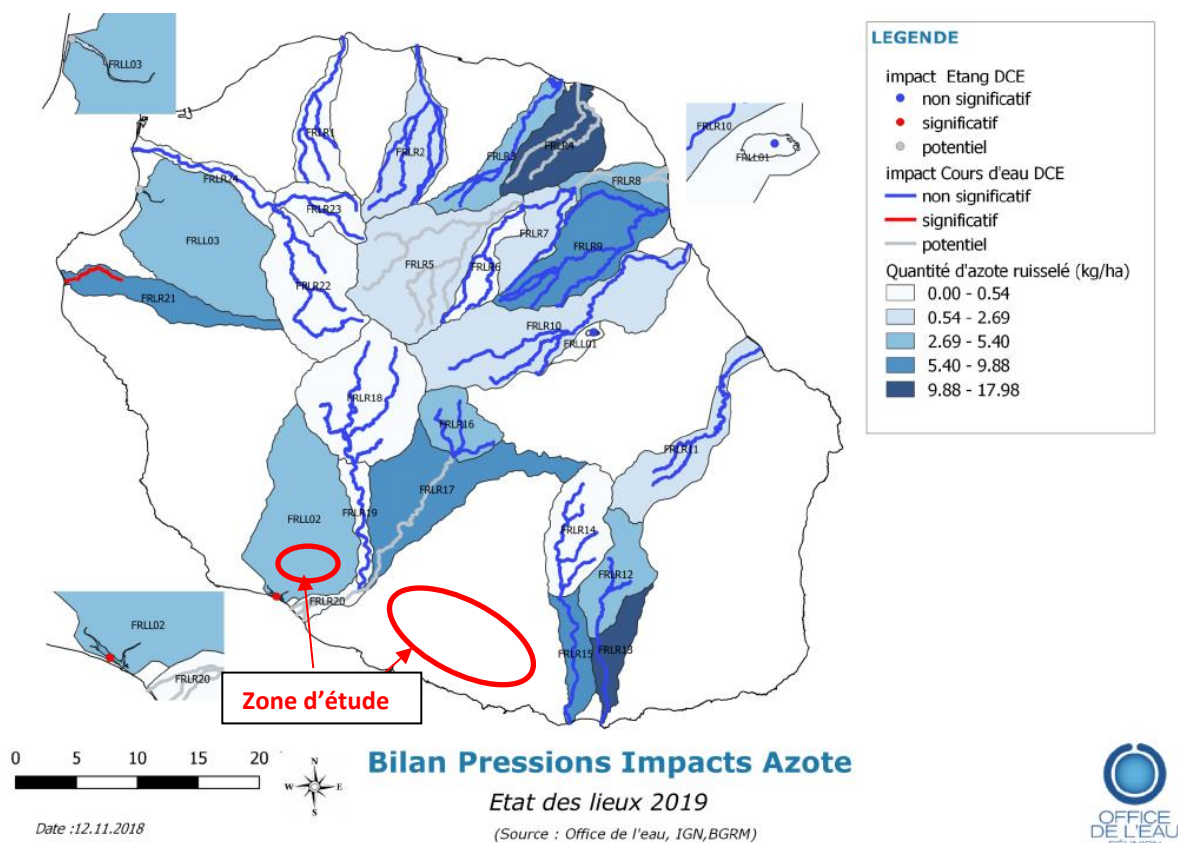 FRLL03
FRLR10
FRLL01
FRLR1
FRLR2
FRLR3
FRLR4
FRLR8
FRLR24
FRLR23
FRLL03
FRLR5
FRLR6
FRLR7
FRLR9
FRLR22
FRLR21
FRLR10
FRLL01
FRLR18
FRLR16
FRLR11
FRLR17
FRLL02
FRLR19
FRLR14
FRLR12
FRLR20
FRLR15
FRLR13
FRLL02
FRLR20
Zone d'étude
LEGENDE
impact Etang DCE
non significatif
significatif
potentiel
impact Cours d'eau DCE
non significatif
significatif
potentiel
Quantité d'azote ruisselé (kg/ha)
0.00 - 0.54
0.54 - 2.69
2.69 - 5.40
5.40 - 9.88
9.88 - 17.98
0 5 10 15 20
N
W E
S
Bilan Pressions Impacts Azote
Etat des lieux 2019
Date :12.11.2018
(Source : Office de l'eau, IGN,BGRM)
OFFICE
DE L'EAU
RÉUNION